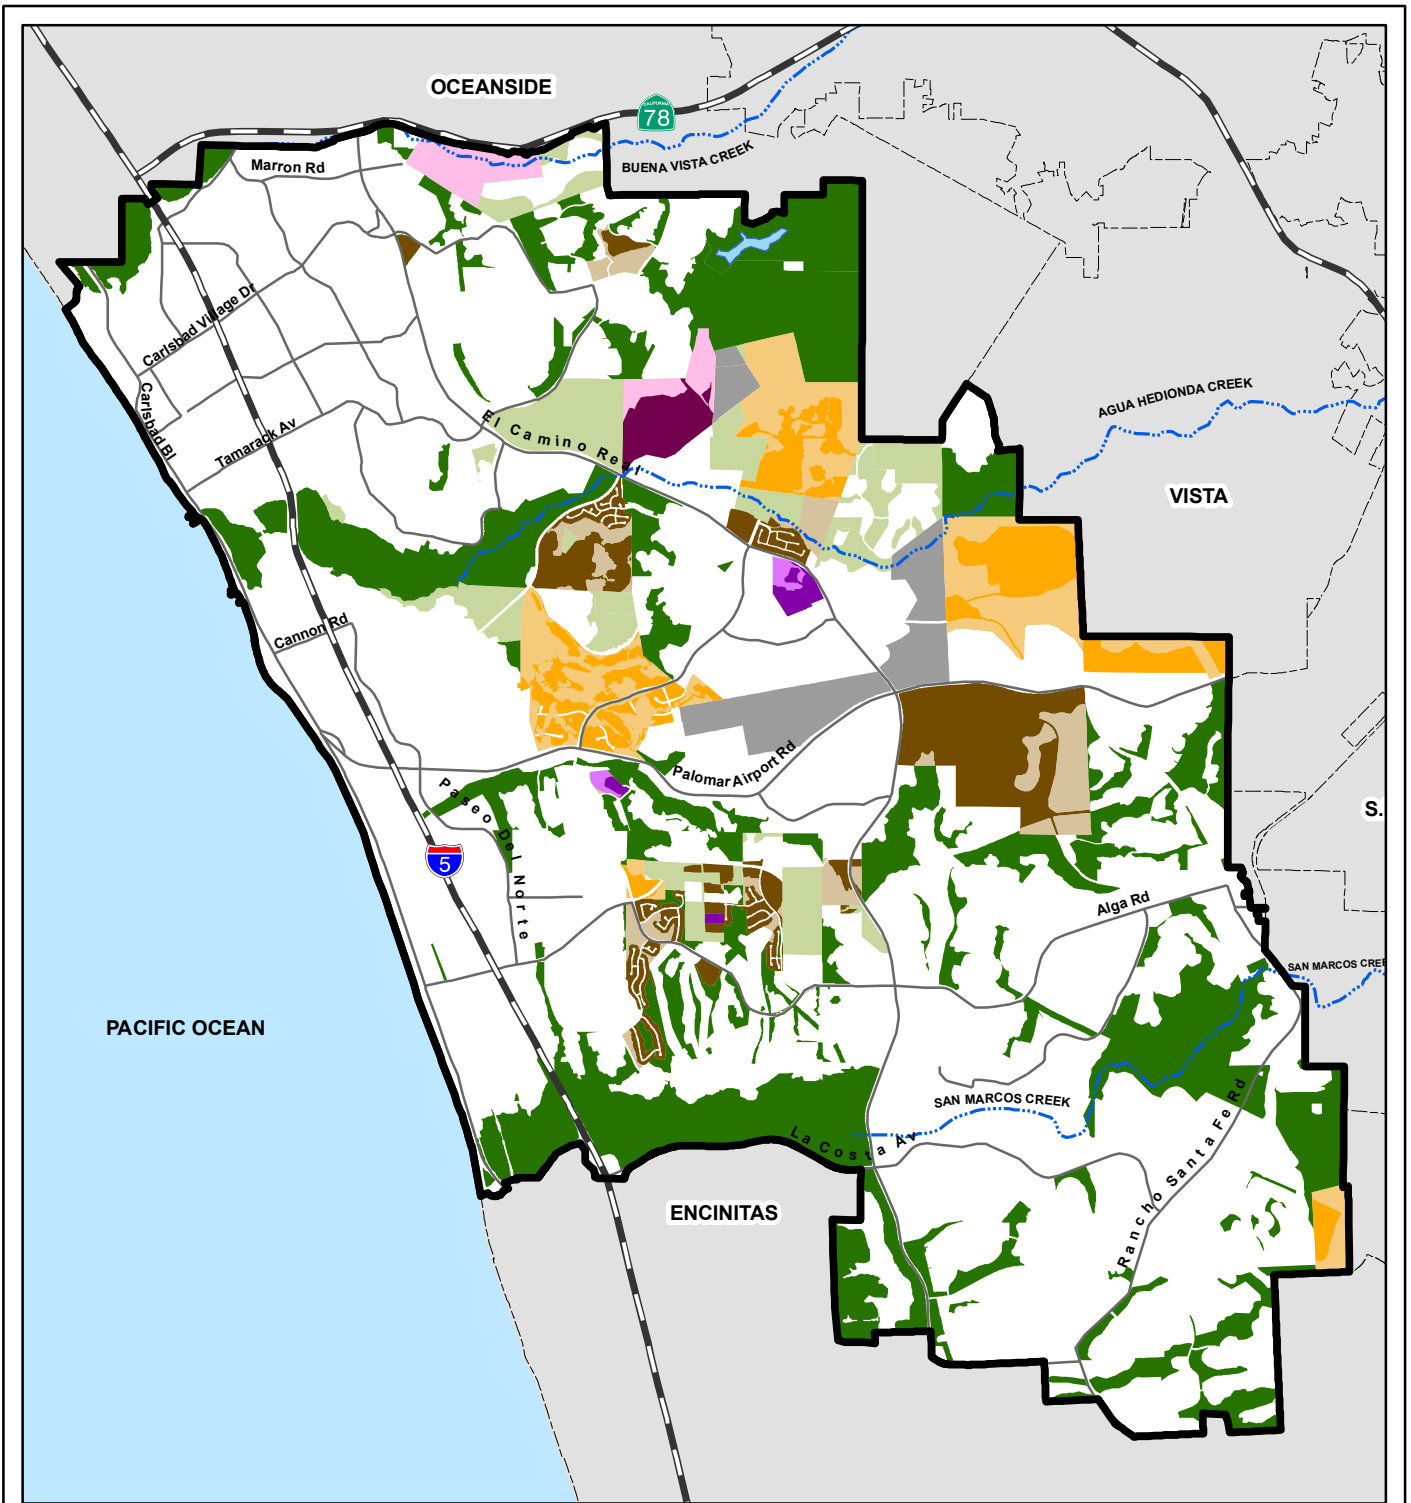 OCEANSIDE
CALIFORNIA
78
BUENA VISTA CREEK
Marron Rd
Carlsbad Village Dr
AGUA HEDIONDA CREEK
Carlsbad Bl
Tamarack Av
El Camino Real
VISTA
Cannon Rd
Palomar Airport Rd
Paseo Del Norte
S.
5
Alga Rd
SAN MARCOS CREE
PACIFIC OCEAN
SAN MARCOS CREEK
La Costa Av
Rancho Santa Fe Rd
ENCINITAS